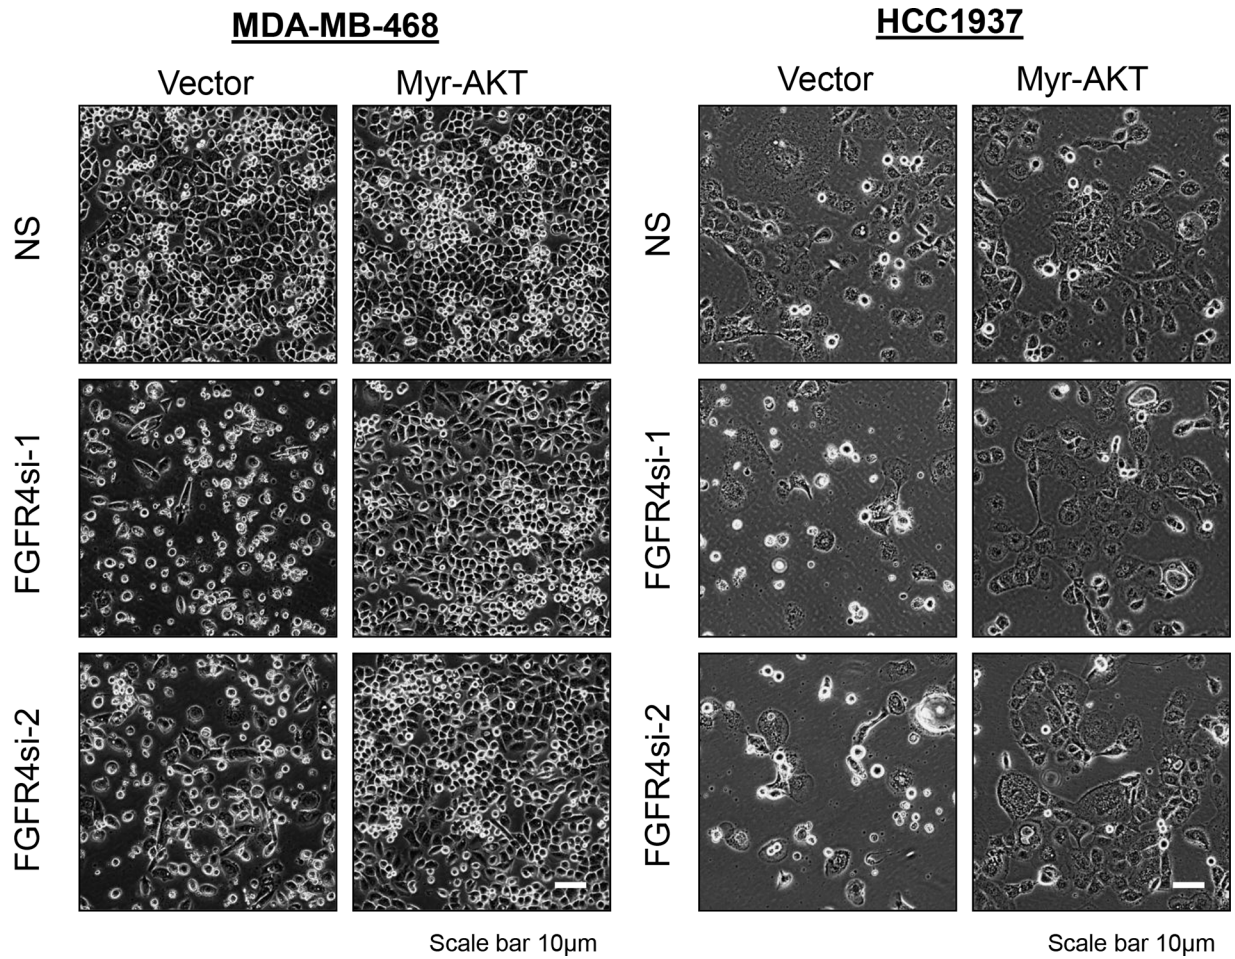 MDA-MB-468
HCC1937
Vector
Myr-AKT
Vector
Myr-AKT
NS
NS
FGFR4si-1
FGFR4si-1
FGFR4si-2
FGFR4si-2
Scale bar 10µm
Scale bar 10µm